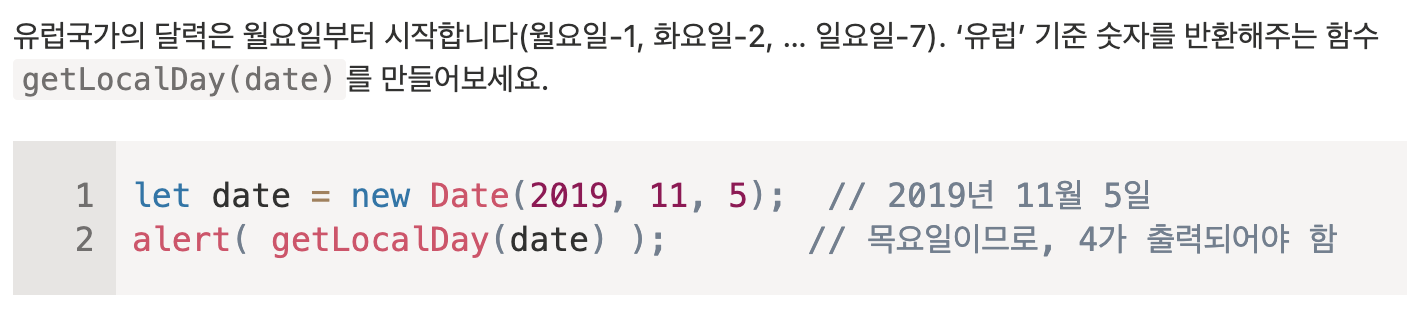 유럽국가의 달력은 월요일부터 시작합니다(월요일-1, 화요일-2, … 일요일-7). ‘유럽’ 기준 숫자를 반환해주는 함수
getLocalDay(date)를 만들어보세요.
1 let date = new Date(2019, 11, 5);  // 2019년 11월 5일
2 alert( getLocalDay(date) );       // 목요일이므로, 4가 출력되어야 함